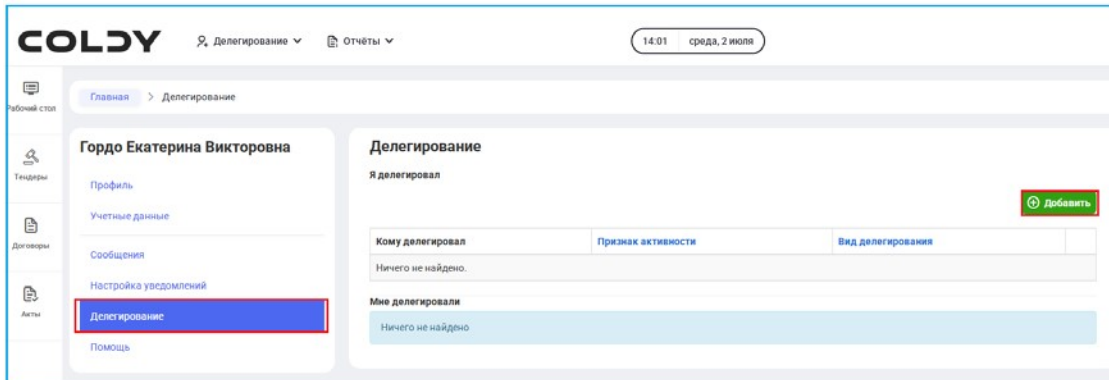 COLDY Делегирование Отчёты 14:01 среда, 2 июля
Рабочий стол
Главная > Делегирование
Тендеры
Договоры
Акты
Гордо Екатерина Викторовна
Профиль
Учетные данные
Сообщения
Настройка уведомлений
Делегирование
Помощь
Делегирование
Я делегировал
Добавить
Кому делегировал Признак активности Вид делегирования
Ничего не найдено.
Мне делегировали
Ничего не найдено